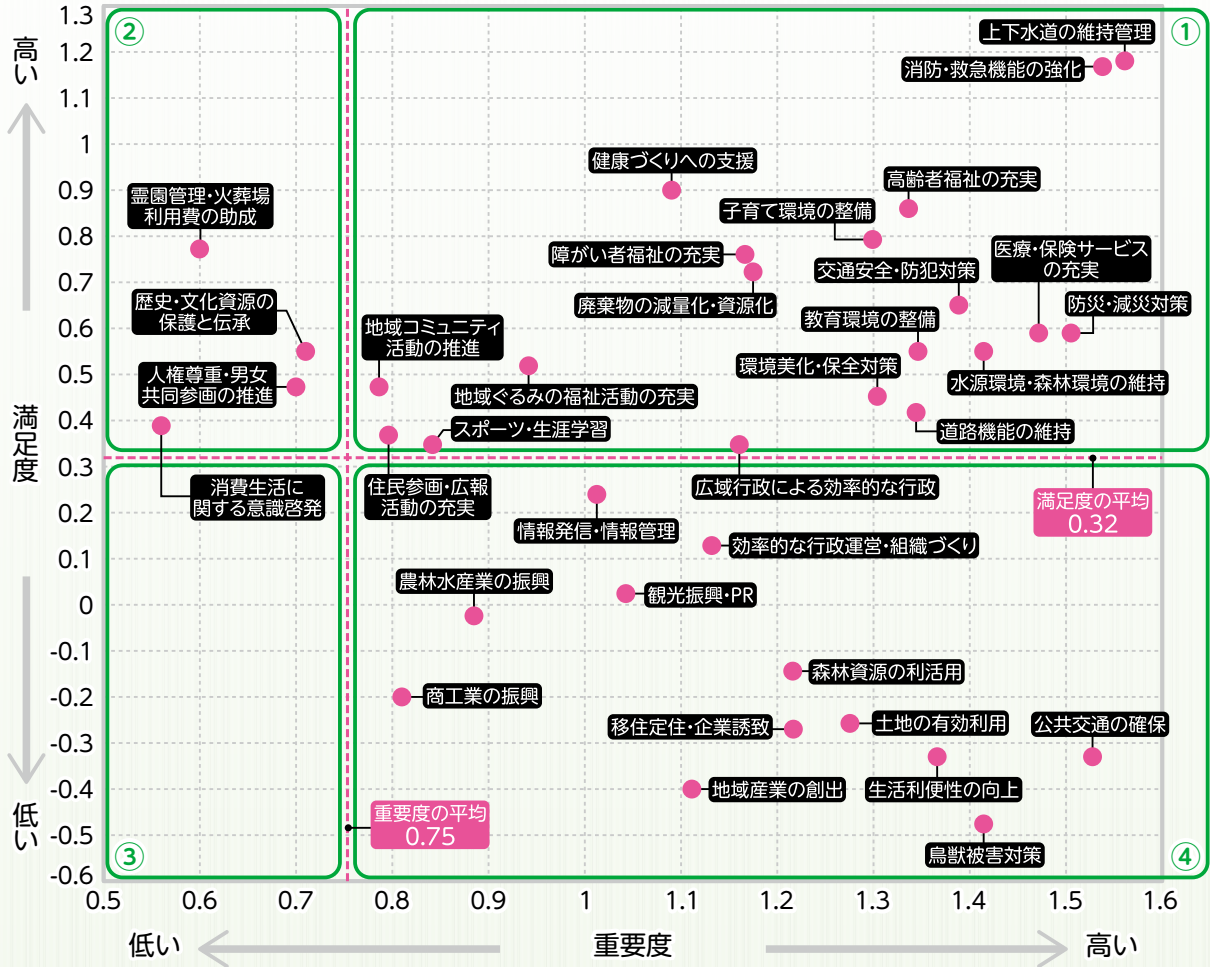 1.3
1.2
1.1
1
0.9
0.8
0.7
0.6
0.5
0.4
0.3
0.2
0.1
0
-0.1
-0.2
-0.3
-0.4
-0.5
-0.6
高い
満足度
低い
②
①
上下水道の維持管理
消防・救急機能の強化
健康づくりへの支援
高齢者福祉の充実
霊園管理・火葬場
利用費の助成
子育て環境の整備
障がい者福祉の充実
医療・保険サービス
の充実
交通安全・防犯対策
廃棄物の減量化・資源化
防災・減災対策
歴史・文化資源の
保護と伝承
地域コミュニティ
活動の推進
教育環境の整備
環境美化・保全対策
人権尊重・男女
共同参画の推進
水源環境・森林環境の維持
地域ぐるみの福祉活動の充実
スポーツ・生涯学習
道路機能の維持
消費生活に
関する意識啓発
住民参画・広報
活動の充実
広域行政による効率的な行政
満足度の平均
0.32
情報発信・情報管理
効率的な行政運営・組織づくり
農林水産業の振興
観光振興・PR
森林資源の利活用
商工業の振興
移住定住・企業誘致
土地の有効利用
公共交通の確保
地域産業の創出
生活利便性の向上
重要度の平均
0.75
鳥獣被害対策
③
④
0.5
0.6
0.7
0.8
0.9
1
1.1
1.2
1.3
1.4
1.5
1.6
低い
重要度
高い